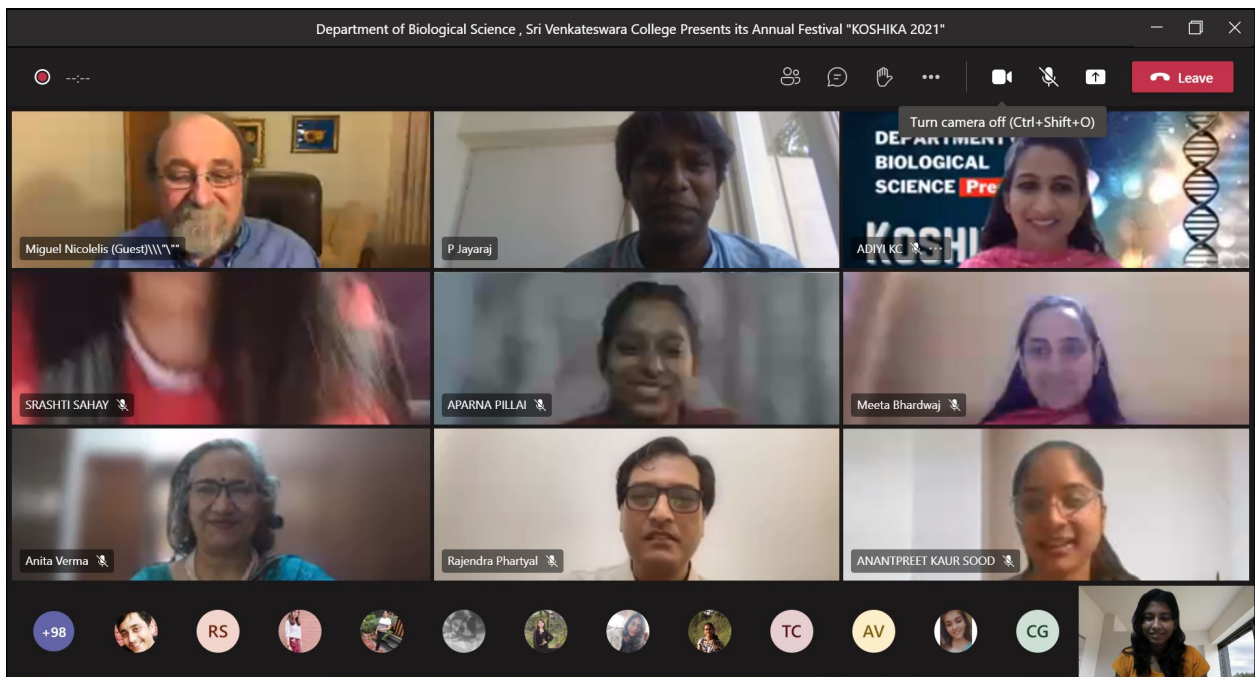 Department of Biological Science , Sri Venkateswara College Presents its Annual Festival "KOSHIKA 2021"
--:--
Leave
Turn camera off (Ctrl+Shift+O)
DEPARTMENT
BIOLOGICAL
SCIENCE Pre
KOSHI
Miguel Nicolelis (Guest)\\\"\""
P Jayaraj
ADIYI KC
SRASHTI SAHAY
APARNA PILLAI
Meeta Bhardwaj
Anita Verma
Rajendra Phartyal
ANANTPREET KAUR SOOD
+98
RS
TC
AV
CG